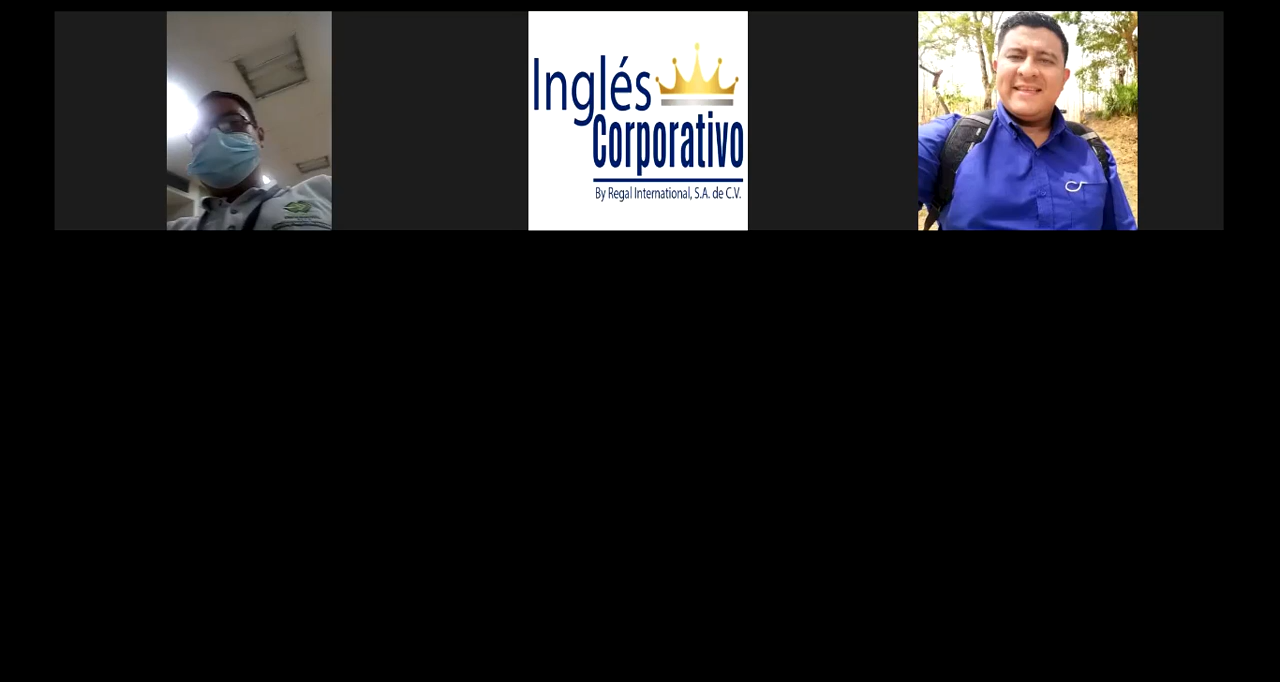 Inglés
Corporativo
By Regal International, S.A. de C.V.